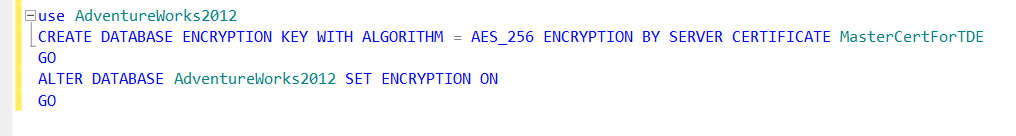 use AdventureWorks2012
CREATE DATABASE ENCRYPTION KEY WITH ALGORITHM = AES_256 ENCRYPTION BY SERVER CERTIFICATE MasterCertForTDE
GO
ALTER DATABASE AdventureWorks2012 SET ENCRYPTION ON
GO